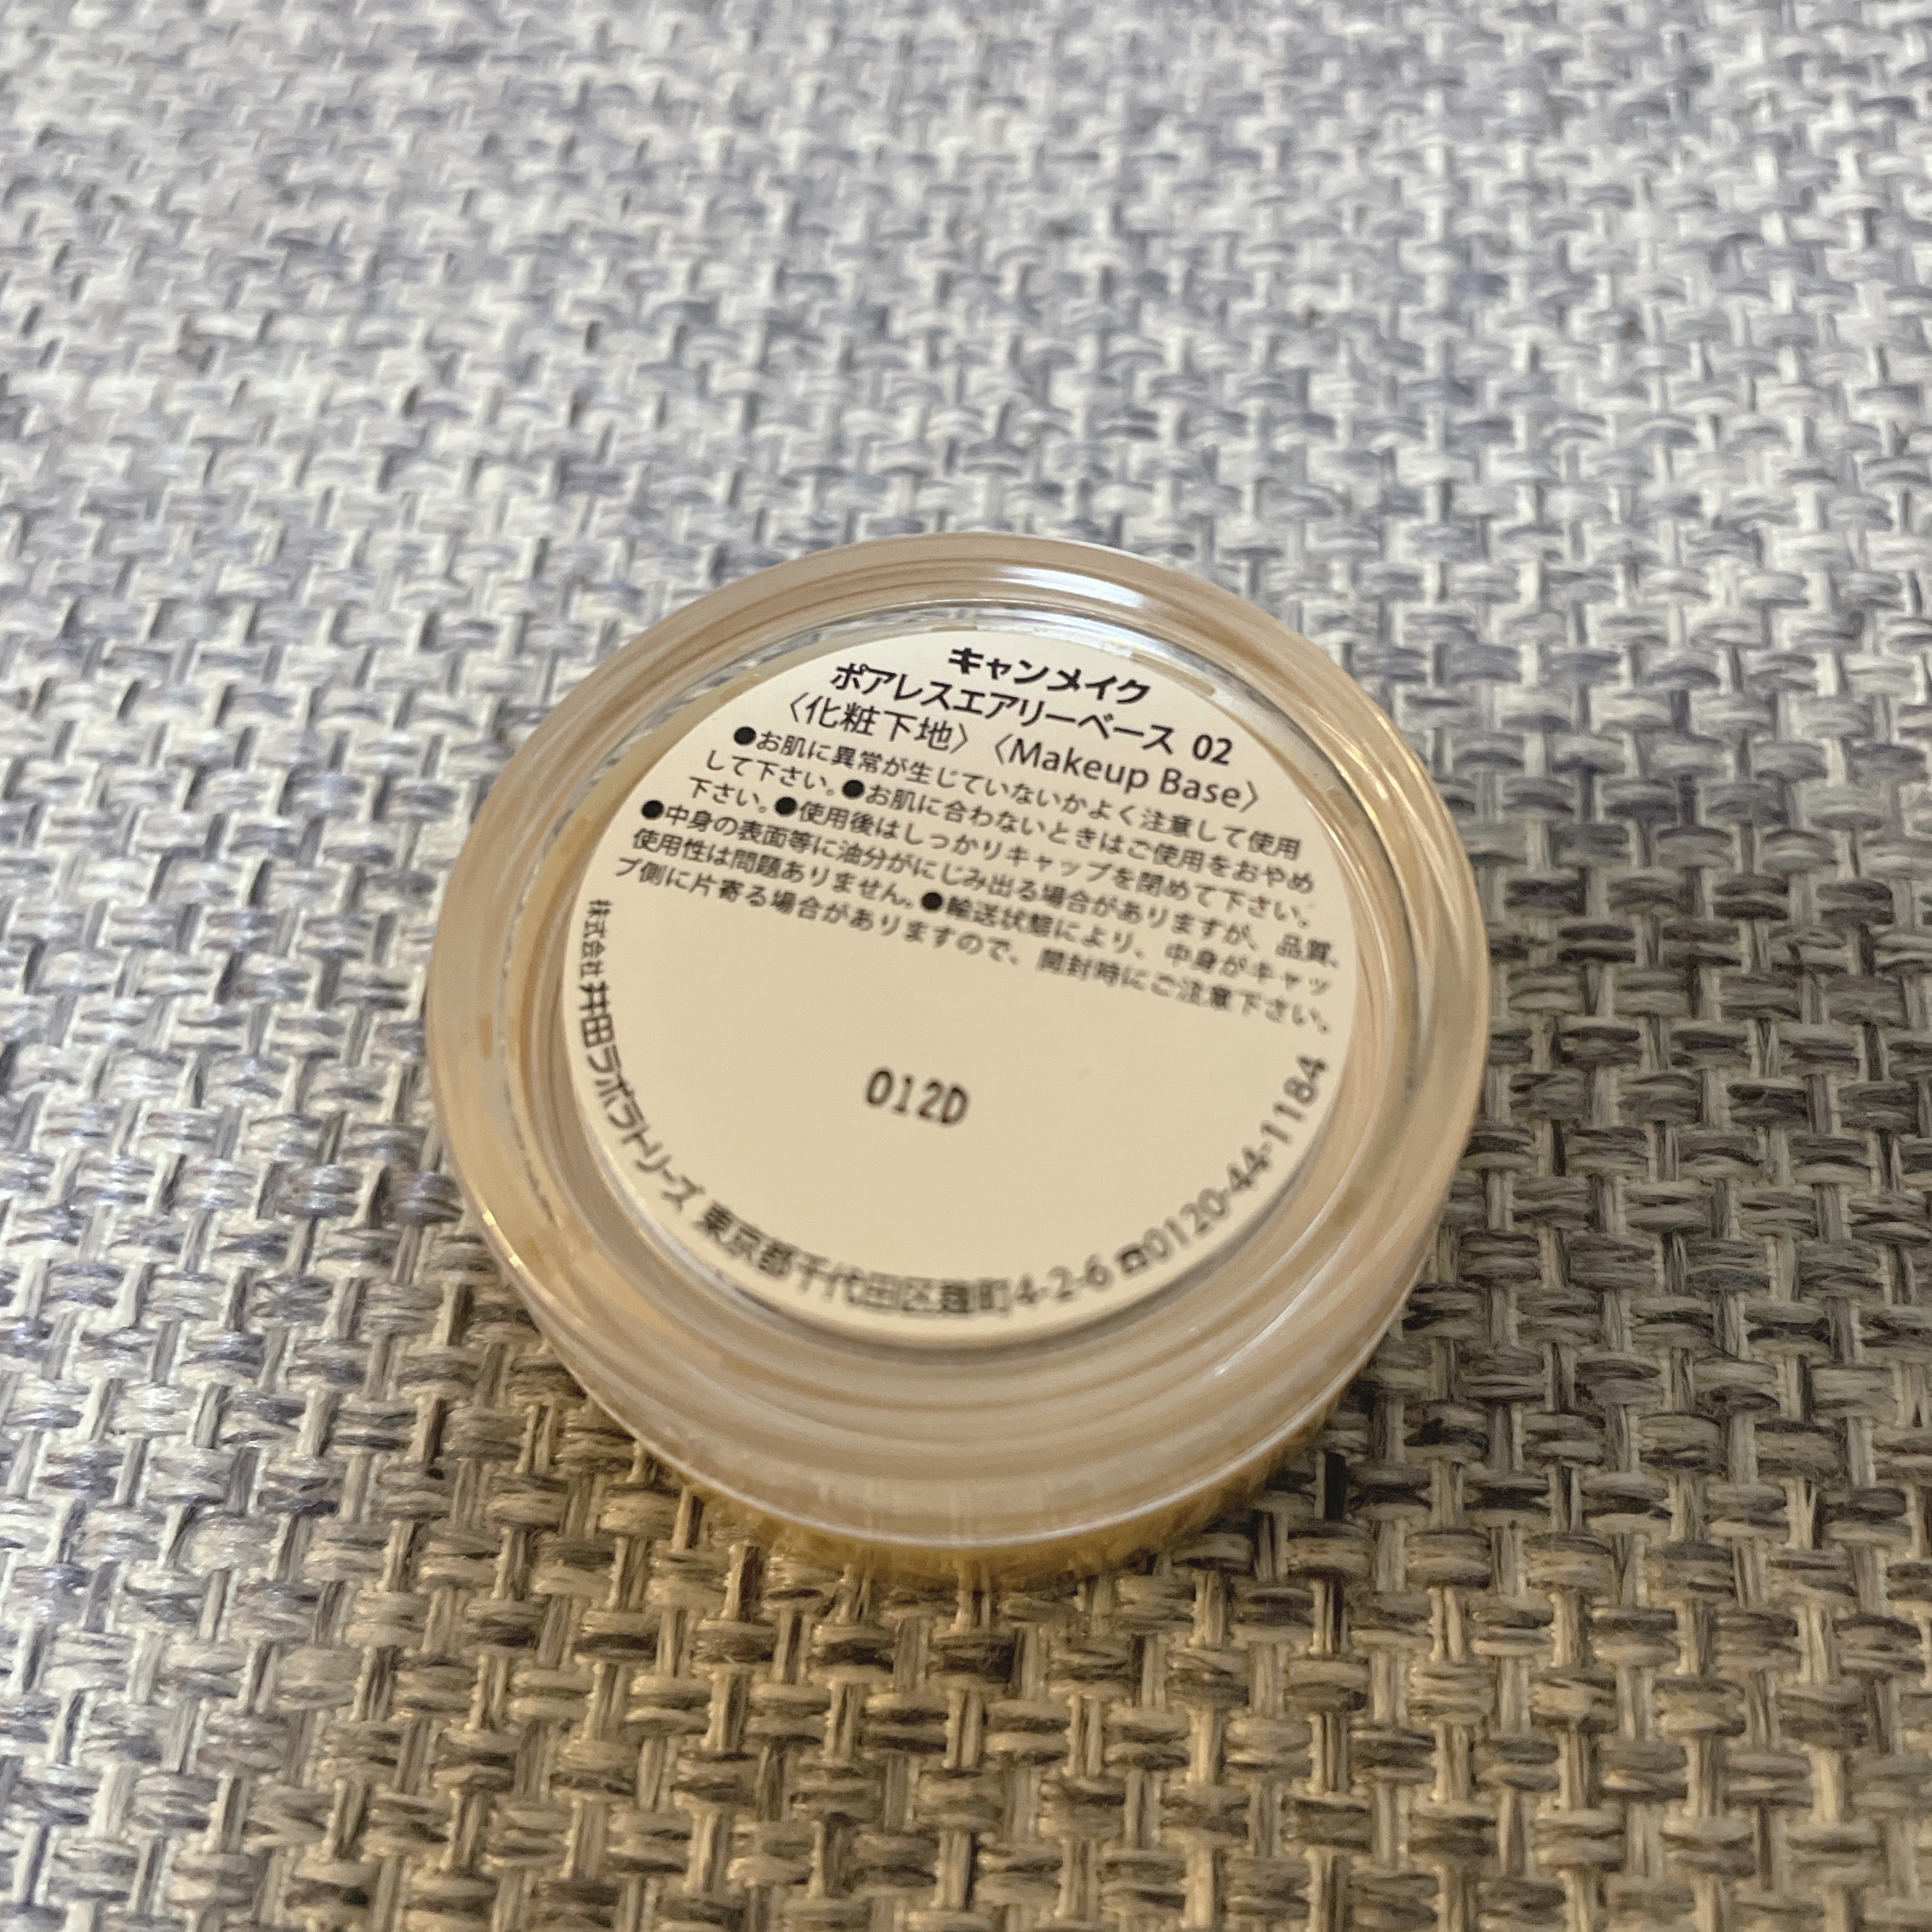 キャンメイク
ポアレスエアリーベース 02
〈化粧下地〉〈Makeup Base〉
●お肌に異常が生じていないかよく注意して使用
して下さい。●お肌に合わないときはご使用をおやめ
下さい。●使用後はしっかりキャップを閉めて下さい。
●中身の表面等に油分がにじみ出る場合がありますが、品質、
使用性は問題ありません。●輸送状態により、中身がキャッ
プ側に片寄る場合がありますので、開封時にご注意下さい。
012D
株式会社 井田ラボラトリーズ 東京都千代田区麹町4-2-6 ☎0120-44-1184